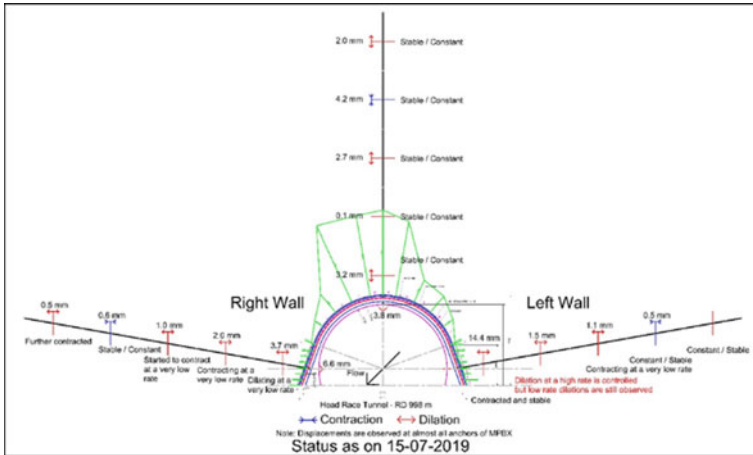 2.0 mm
Stable / Constant
4.2 mm
Stable / Constant
2.7 mm
Stable / Constant
0.1 mm
Stable / Constant
Stable / Constant
3.2 mm
Right Wall
Left Wall
3.8 mm
0.5 mm
0.6 mm
1.0 mm
2.0 mm
3.7 mm
6.6 mm
14.4 mm
1.5 mm
1.1 mm
0.5 mm
Further contracted
Stable / Constant
Started to contract
at a very low
rate
Contracting at a
very low rate
Dilating at a
very low rate
Flow
Contracted and stable
Dilation at a high rate is controlled
but low rate dilations are still observed
Contracting at a very low rate
Constant / Stable
Constant / Stable
Head Race Tunnel - RD 998 m
Contraction
Dilation
Note: Displacements are observed at almost all anchors of MPBX
Status as on 15-07-2019